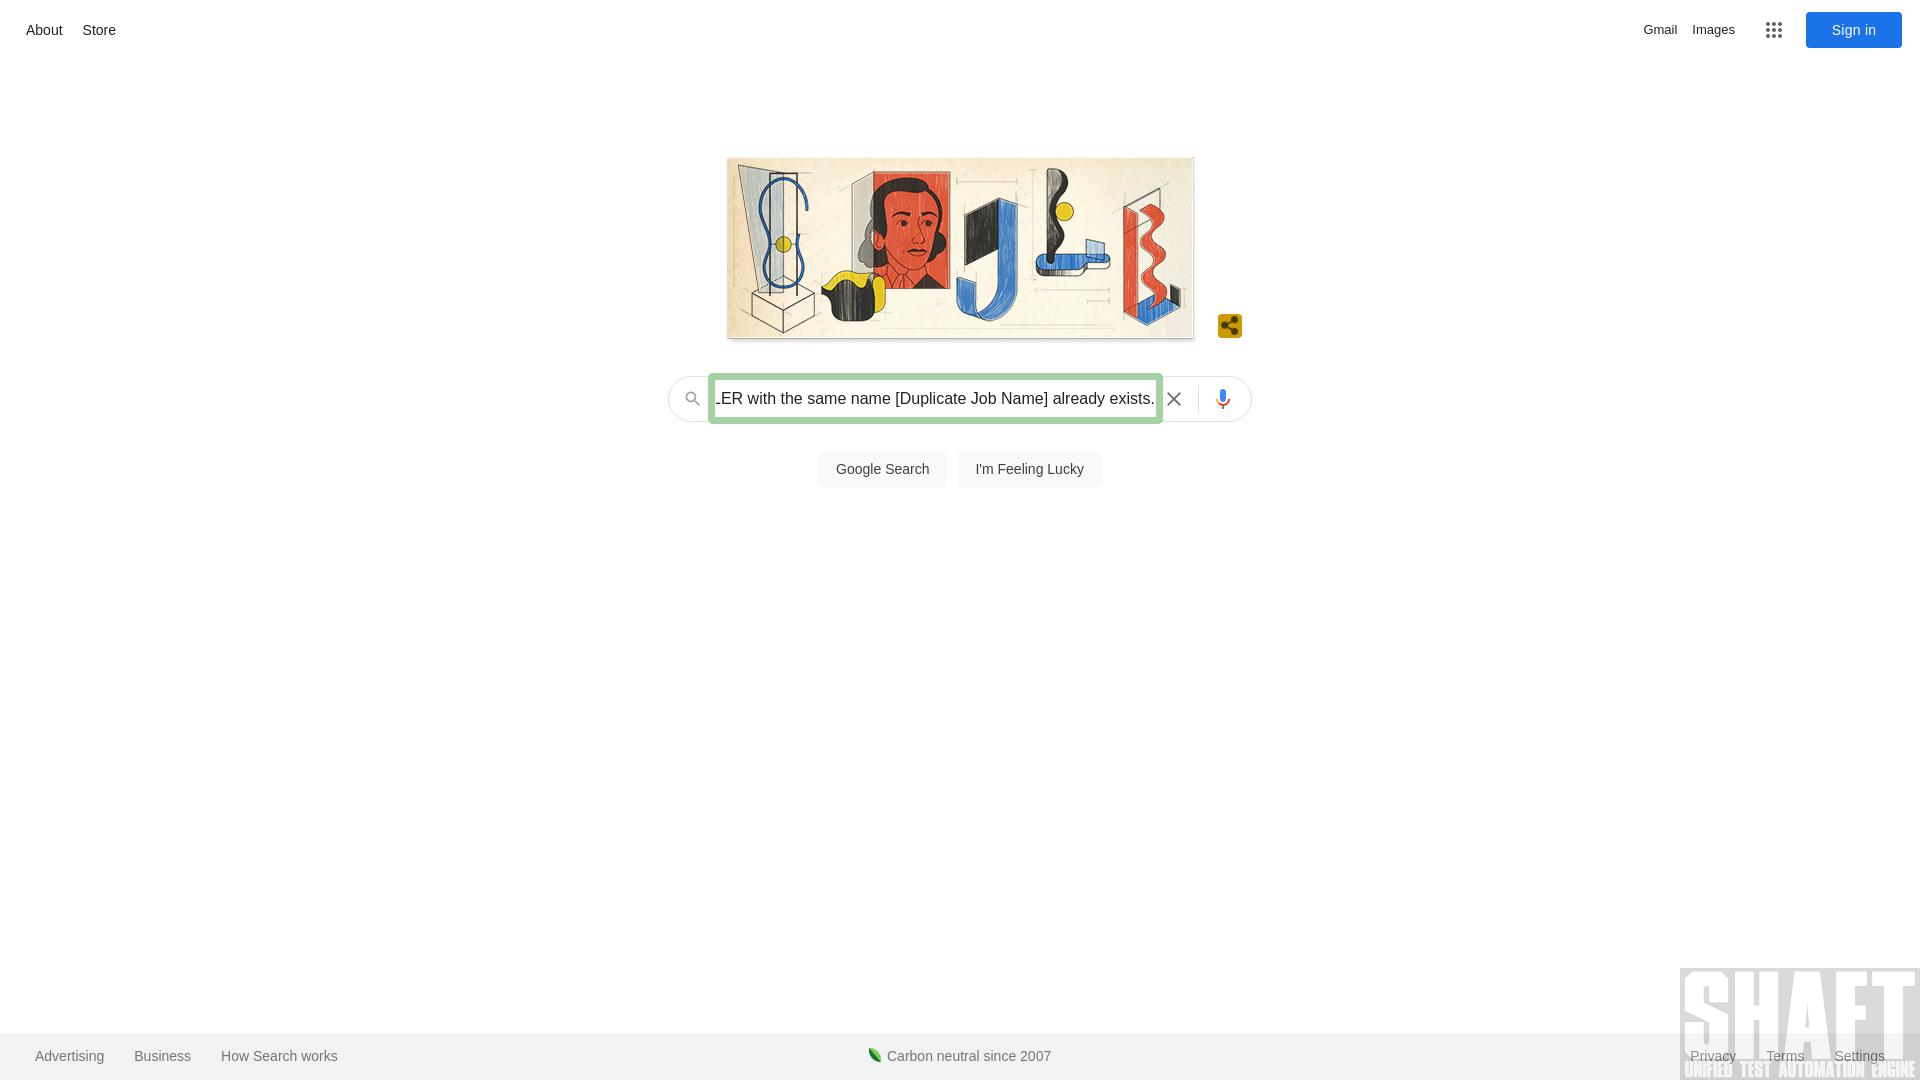 About Store
Gmail Images
Sign in
LER with the same name [Duplicate Job Name] already exists.
Google Search I'm Feeling Lucky
Advertising Business How Search works
Carbon neutral since 2007
Privacy Terms Settings
SHAFT
UNIFIED TEST AUTOMATION ENGINE